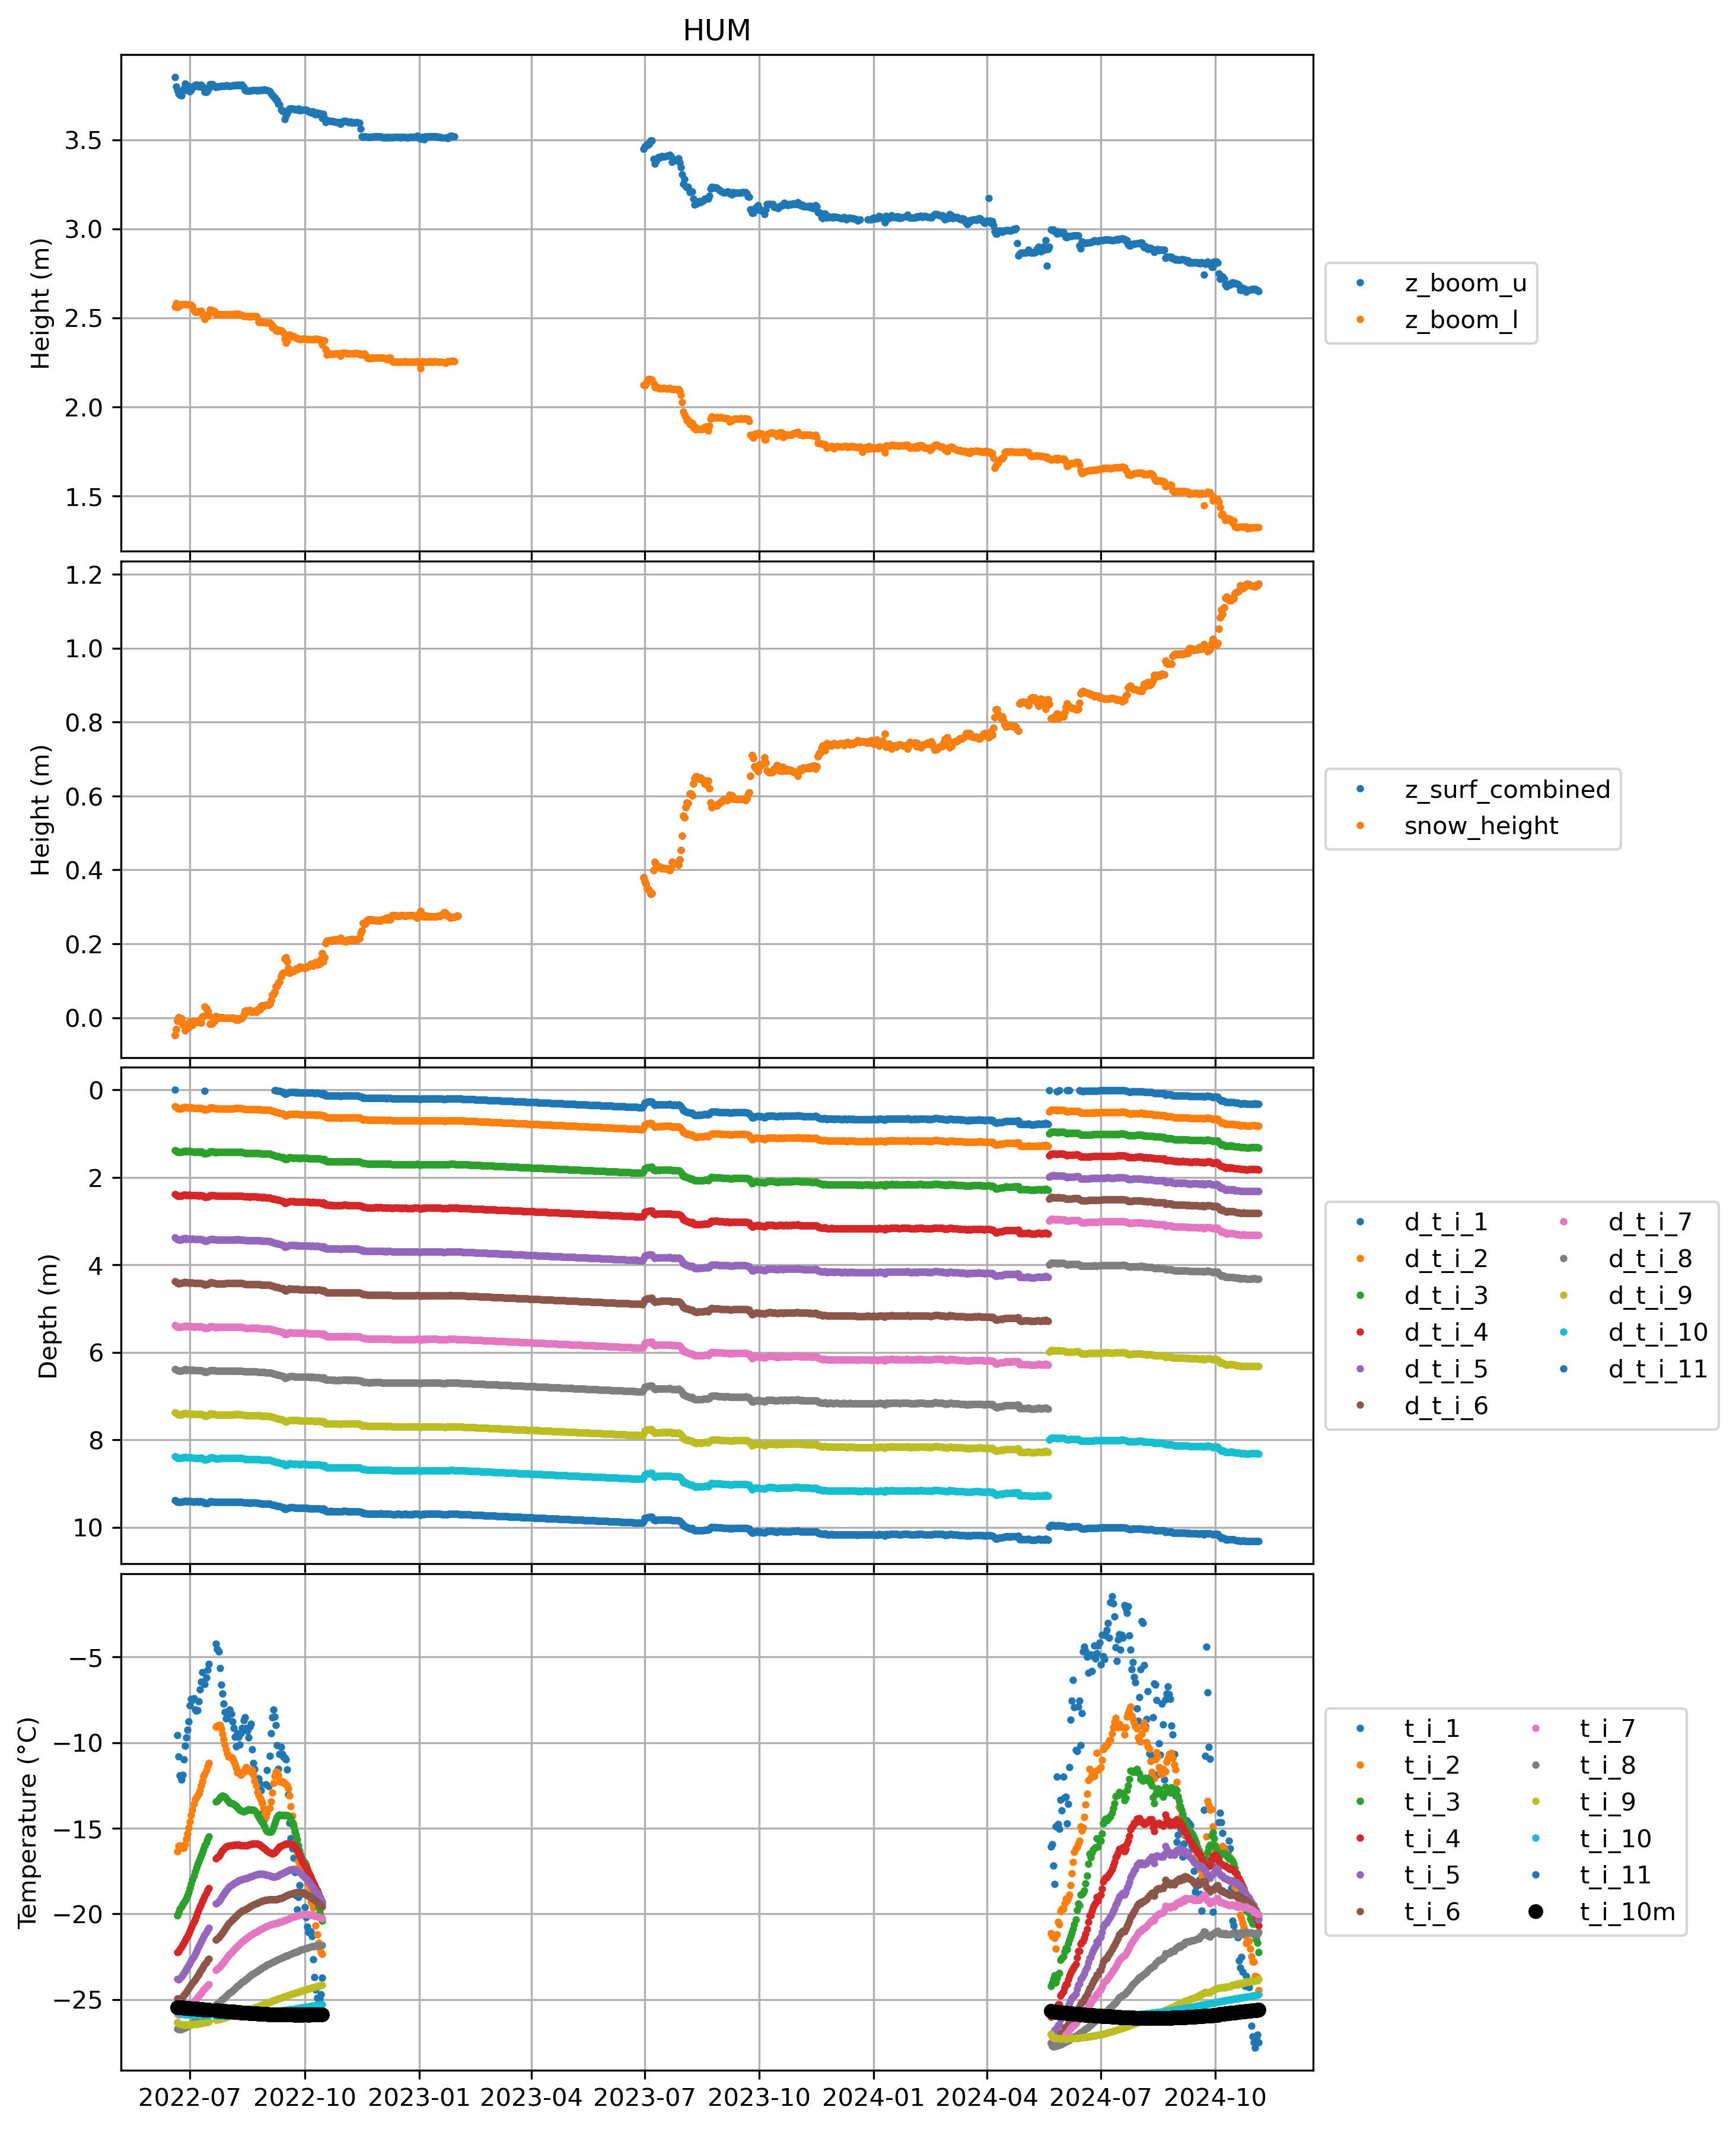 HUM
Height (m)
3.5
3.0
2.5
2.0
1.5
z_boom_u
z_boom_l
Height (m)
1.2
1.0
0.8
0.6
0.4
0.2
0.0
z_surf_combined
snow_height
Depth (m)
0
2
4
6
8
10
d_t_i_1
d_t_i_2
d_t_i_3
d_t_i_4
d_t_i_5
d_t_i_6
d_t_i_7
d_t_i_8
d_t_i_9
d_t_i_10
d_t_i_11
Temperature (°C)
−5
−10
−15
−20
−25
t_i_1
t_i_2
t_i_3
t_i_4
t_i_5
t_i_6
t_i_7
t_i_8
t_i_9
t_i_10
t_i_11
t_i_10m
2022-07 2022-10 2023-01 2023-04 2023-07 2023-10 2024-01 2024-04 2024-07 2024-10